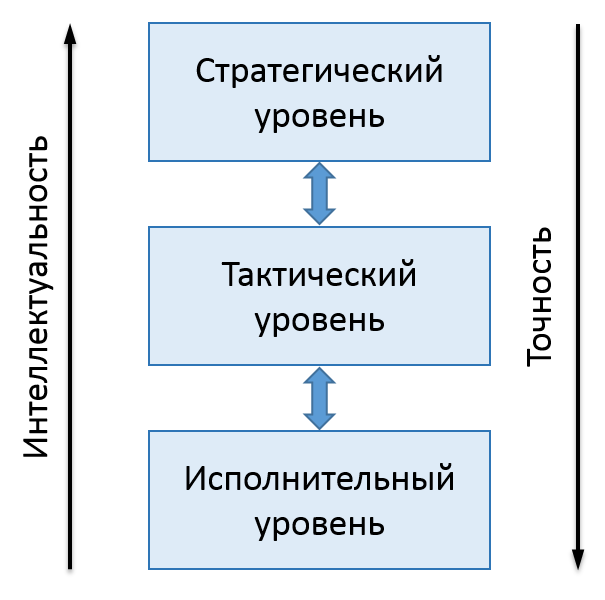 Стратегический
уровень
Тактический
уровень
Исполнительный
уровень
Интеллектуальность
Точность